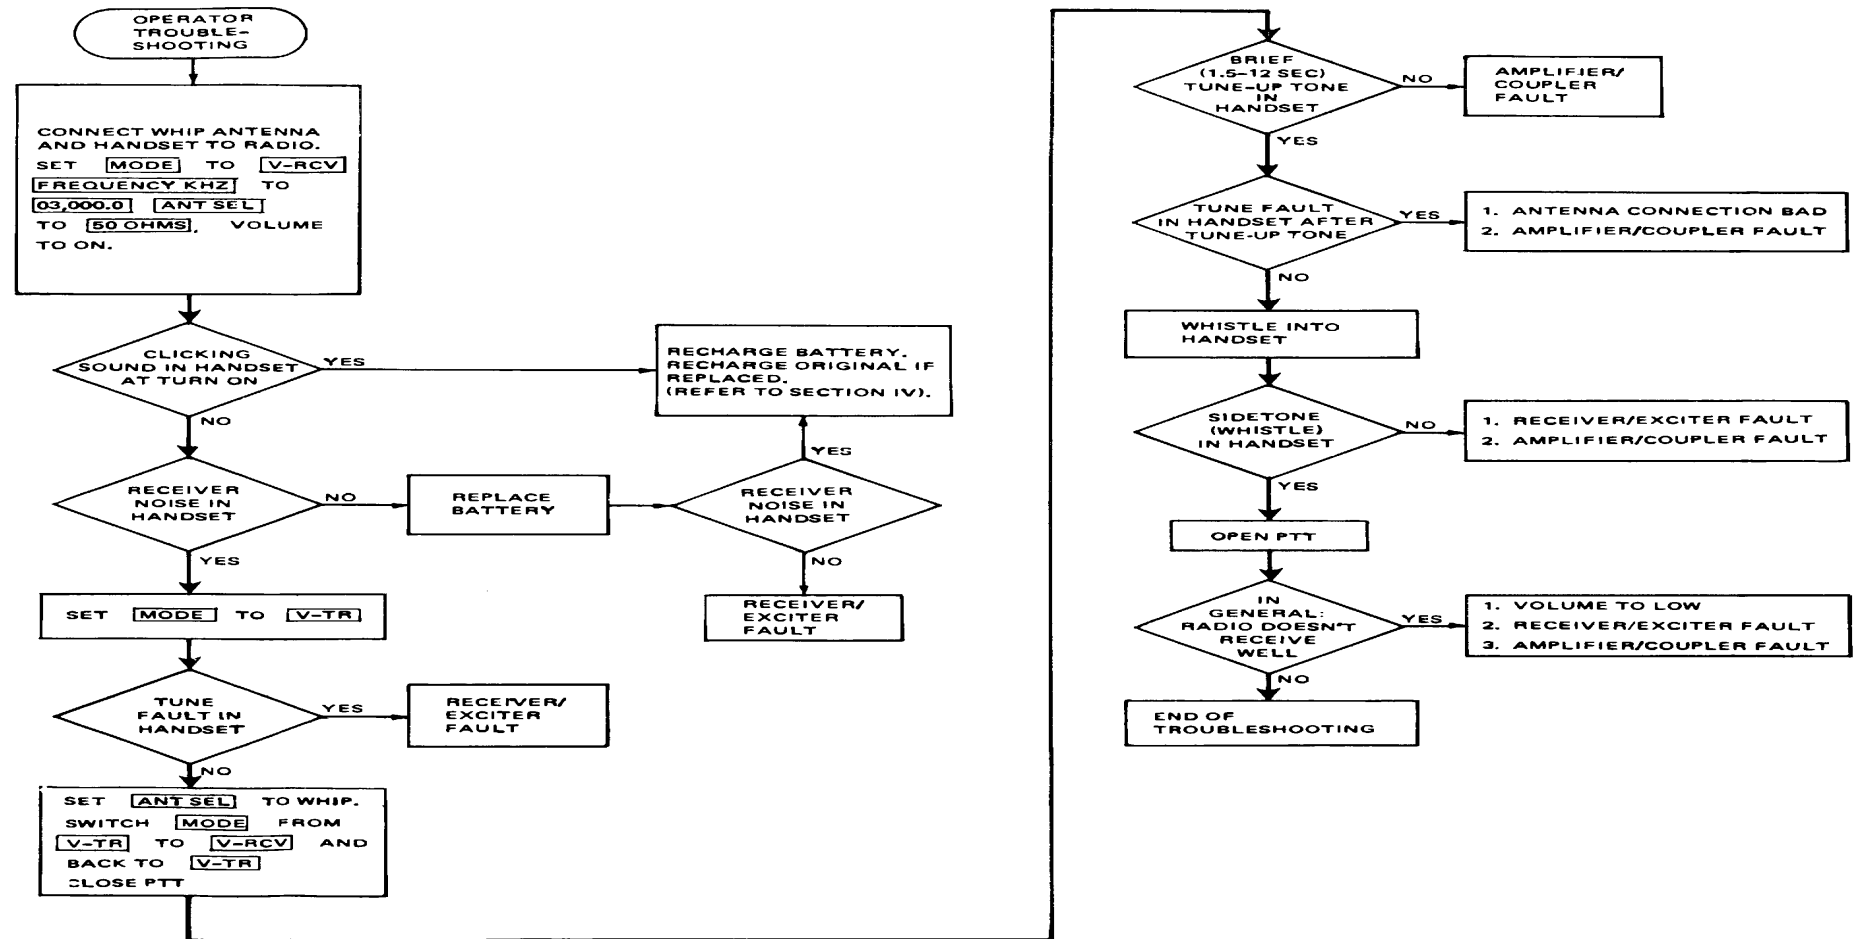 OPERATOR
TROUBLE-
SHOOTING
CONNECT WHIP ANTENNA
AND HANDSET TO RADIO.
SET MODE TO V-RCV
FREQUENCY KHZ TO
03,000.0 ANT SEL
TO 50 OHMS, VOLUME
TO ON.
CLICKING
SOUND IN HANDSET
AT TURN ON
YES
RECHARGE BATTERY.
RECHARGE ORIGINAL IF
REPLACED.
(REFER TO SECTION IV).
NO
RECEIVER
NOISE IN
HANDSET
NO
REPLACE
BATTERY
RECEIVER
NOISE IN
HANDSET
YES
NO
RECEIVER/
EXCITER
FAULT
YES
SET MODE TO V-TR
TUNE
FAULT IN
HANDSET
YES
RECEIVER/
EXCITER
FAULT
NO
SET ANT SEL TO WHIP.
SWITCH MODE FROM
V-TR TO V-RCV AND
BACK TO V-TR
CLOSE PTT
BRIEF
(1.5-12 SEC)
TUNE-UP TONE
IN
HANDSET
NO
AMPLIFIER/
COUPLER
FAULT
YES
TUNE FAULT
IN HANDSET AFTER
TUNE-UP TONE
YES
1. ANTENNA CONNECTION BAD
2. AMPLIFIER/COUPLER FAULT
NO
WHISTLE INTO
HANDSET
SIDETONE
(WHISTLE)
IN HANDSET
NO
1. RECEIVER/EXCITER FAULT
2. AMPLIFIER/COUPLER FAULT
YES
OPEN PTT
IN
GENERAL:
RADIO DOESN'T
RECEIVE
WELL
YES
1. VOLUME TO LOW
2. RECEIVER/EXCITER FAULT
3. AMPLIFIER/COUPLER FAULT
NO
END OF
TROUBLESHOOTING